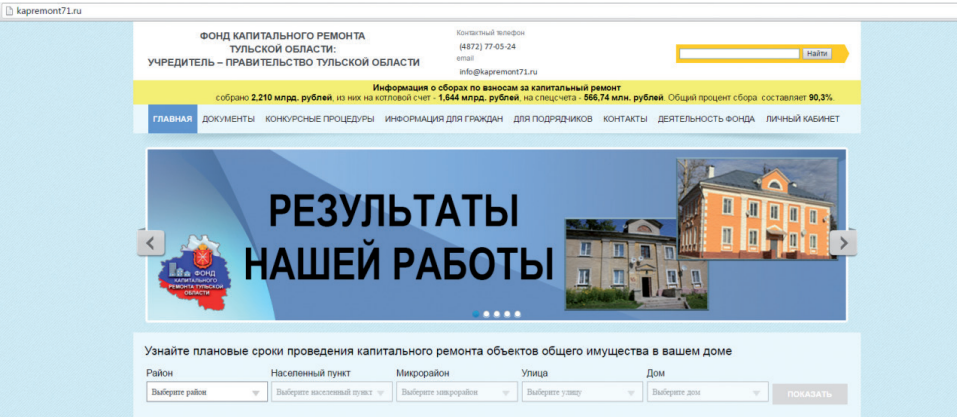 kapremont71.ru
ФОНД КАПИТАЛЬНОГО РЕМОНТА
ТУЛЬСКОЙ ОБЛАСТИ:
УЧРЕДИТЕЛЬ – ПРАВИТЕЛЬСТВО ТУЛЬСКОЙ ОБЛАСТИ
Контактный телефон
(4872) 77-05-24
email
info@kapremont71.ru
Найти
Информация о сборах по взносам за капитальный ремонт
собрано 2,210 млрд. рублей, из них на котловой счет - 1,644 млрд. рублей, на спецсчета - 566,74 млн. рублей. Общий процент сбора составляет 90,3%.
ГЛАВНАЯ ДОКУМЕНТЫ КОНКУРСНЫЕ ПРОЦЕДУРЫ ИНФОРМАЦИЯ ДЛЯ ГРАЖДАН ДЛЯ ПОДРЯДЧИКОВ КОНТАКТЫ ДЕЯТЕЛЬНОСТЬ ФОНДА ЛИЧНЫЙ КАБИНЕТ
РЕЗУЛЬТАТЫ
НАШЕЙ РАБОТЫ
ФОНД
КАПИТАЛЬНОГО
РЕМОНТА ТУЛЬСКОЙ
ОБЛАСТИ
Узнайте плановые сроки проведения капитального ремонта объектов общего имущества в вашем доме
Район Населенный пункт Микрорайон Улица Дом
Выберите район Выберите населенный пункт Выберите микрорайон Выберите улицу Выберите дом ПОКАЗАТЬ